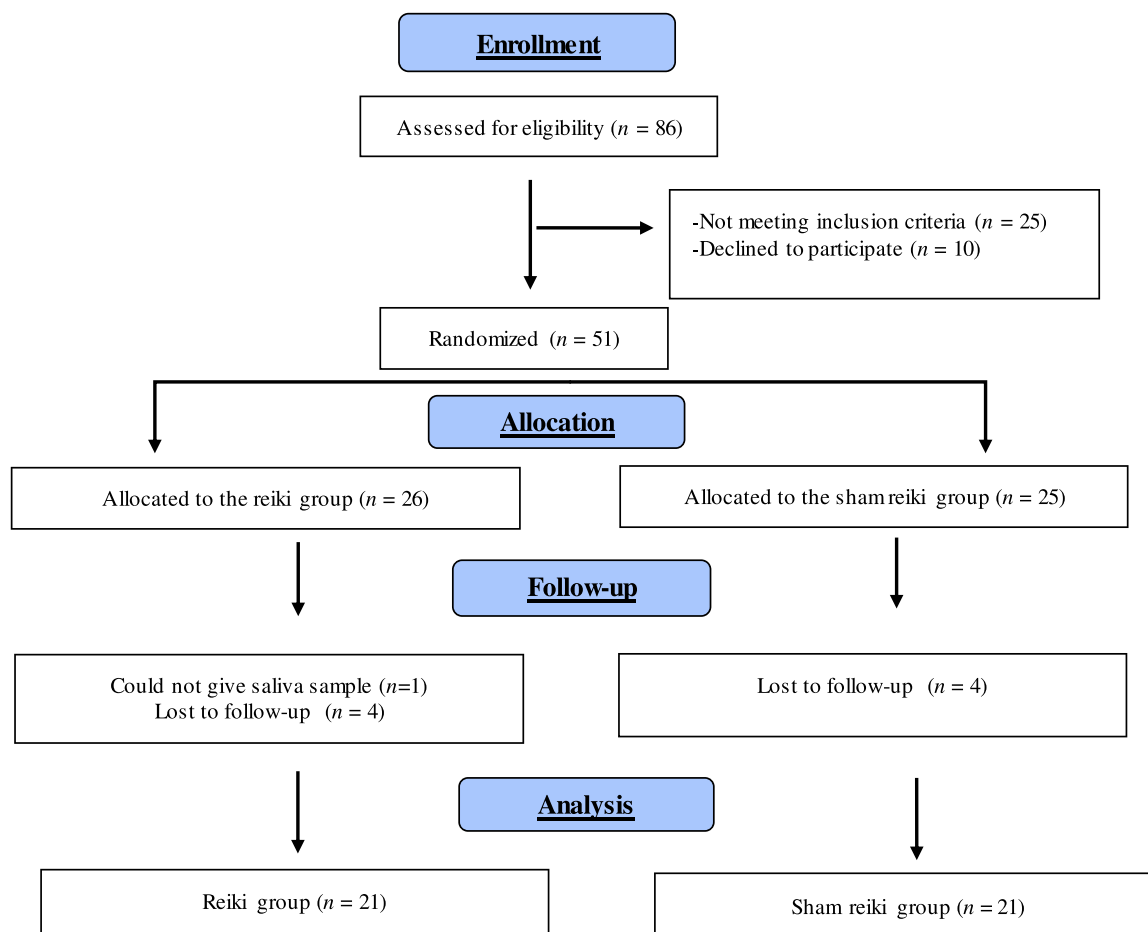 Enrollment
Assessed for eligibility (n = 86)
-Not meeting inclusion criteria (n = 25)
-Declined to participate (n = 10)
Randomized (n = 51)
Allocation
Allocated to the reiki group (n = 26)
Allocated to the sham reiki group (n = 25)
Follow-up
Could not give saliva sample (n=1)
Lost to follow-up (n = 4)
Lost to follow-up (n = 4)
Analysis
Reiki group (n = 21)
Sham reiki group (n = 21)